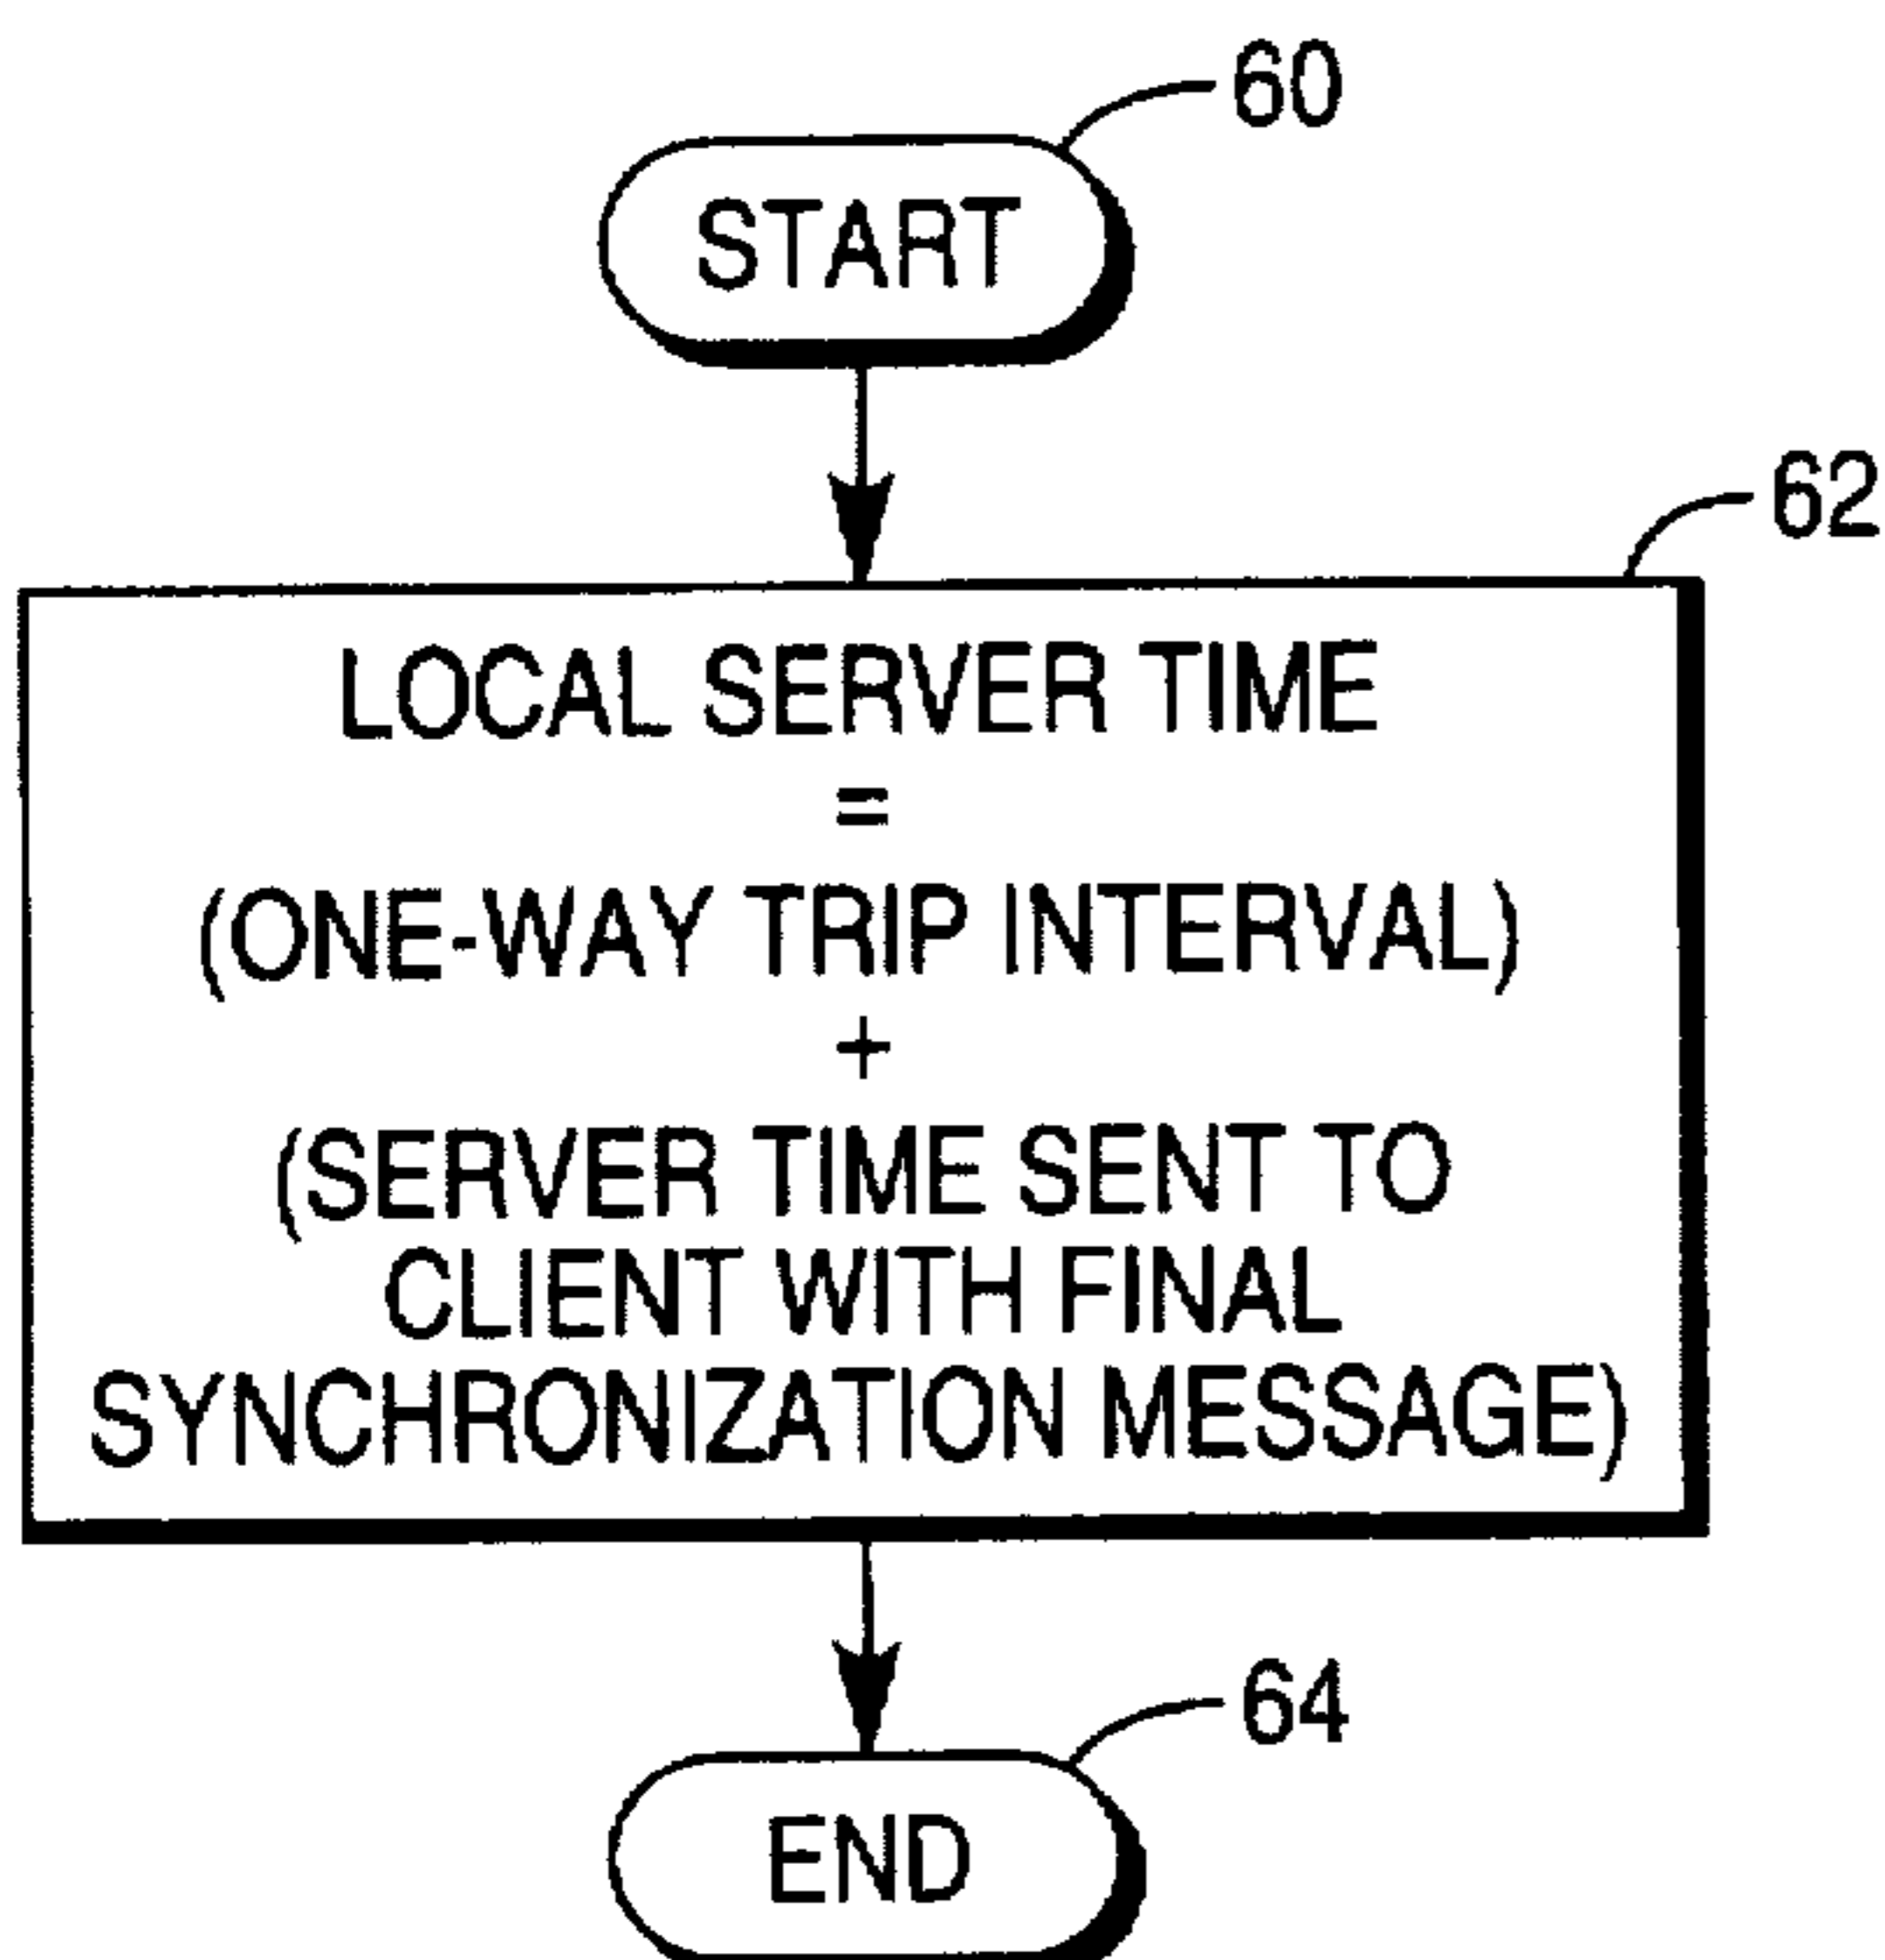 60
START
62
LOCAL SERVER TIME
=
(ONE-WAY TRIP INTERVAL)
+
(SERVER TIME SENT TO
CLIENT WITH FINAL
SYNCHRONIZATION MESSAGE)
64
END